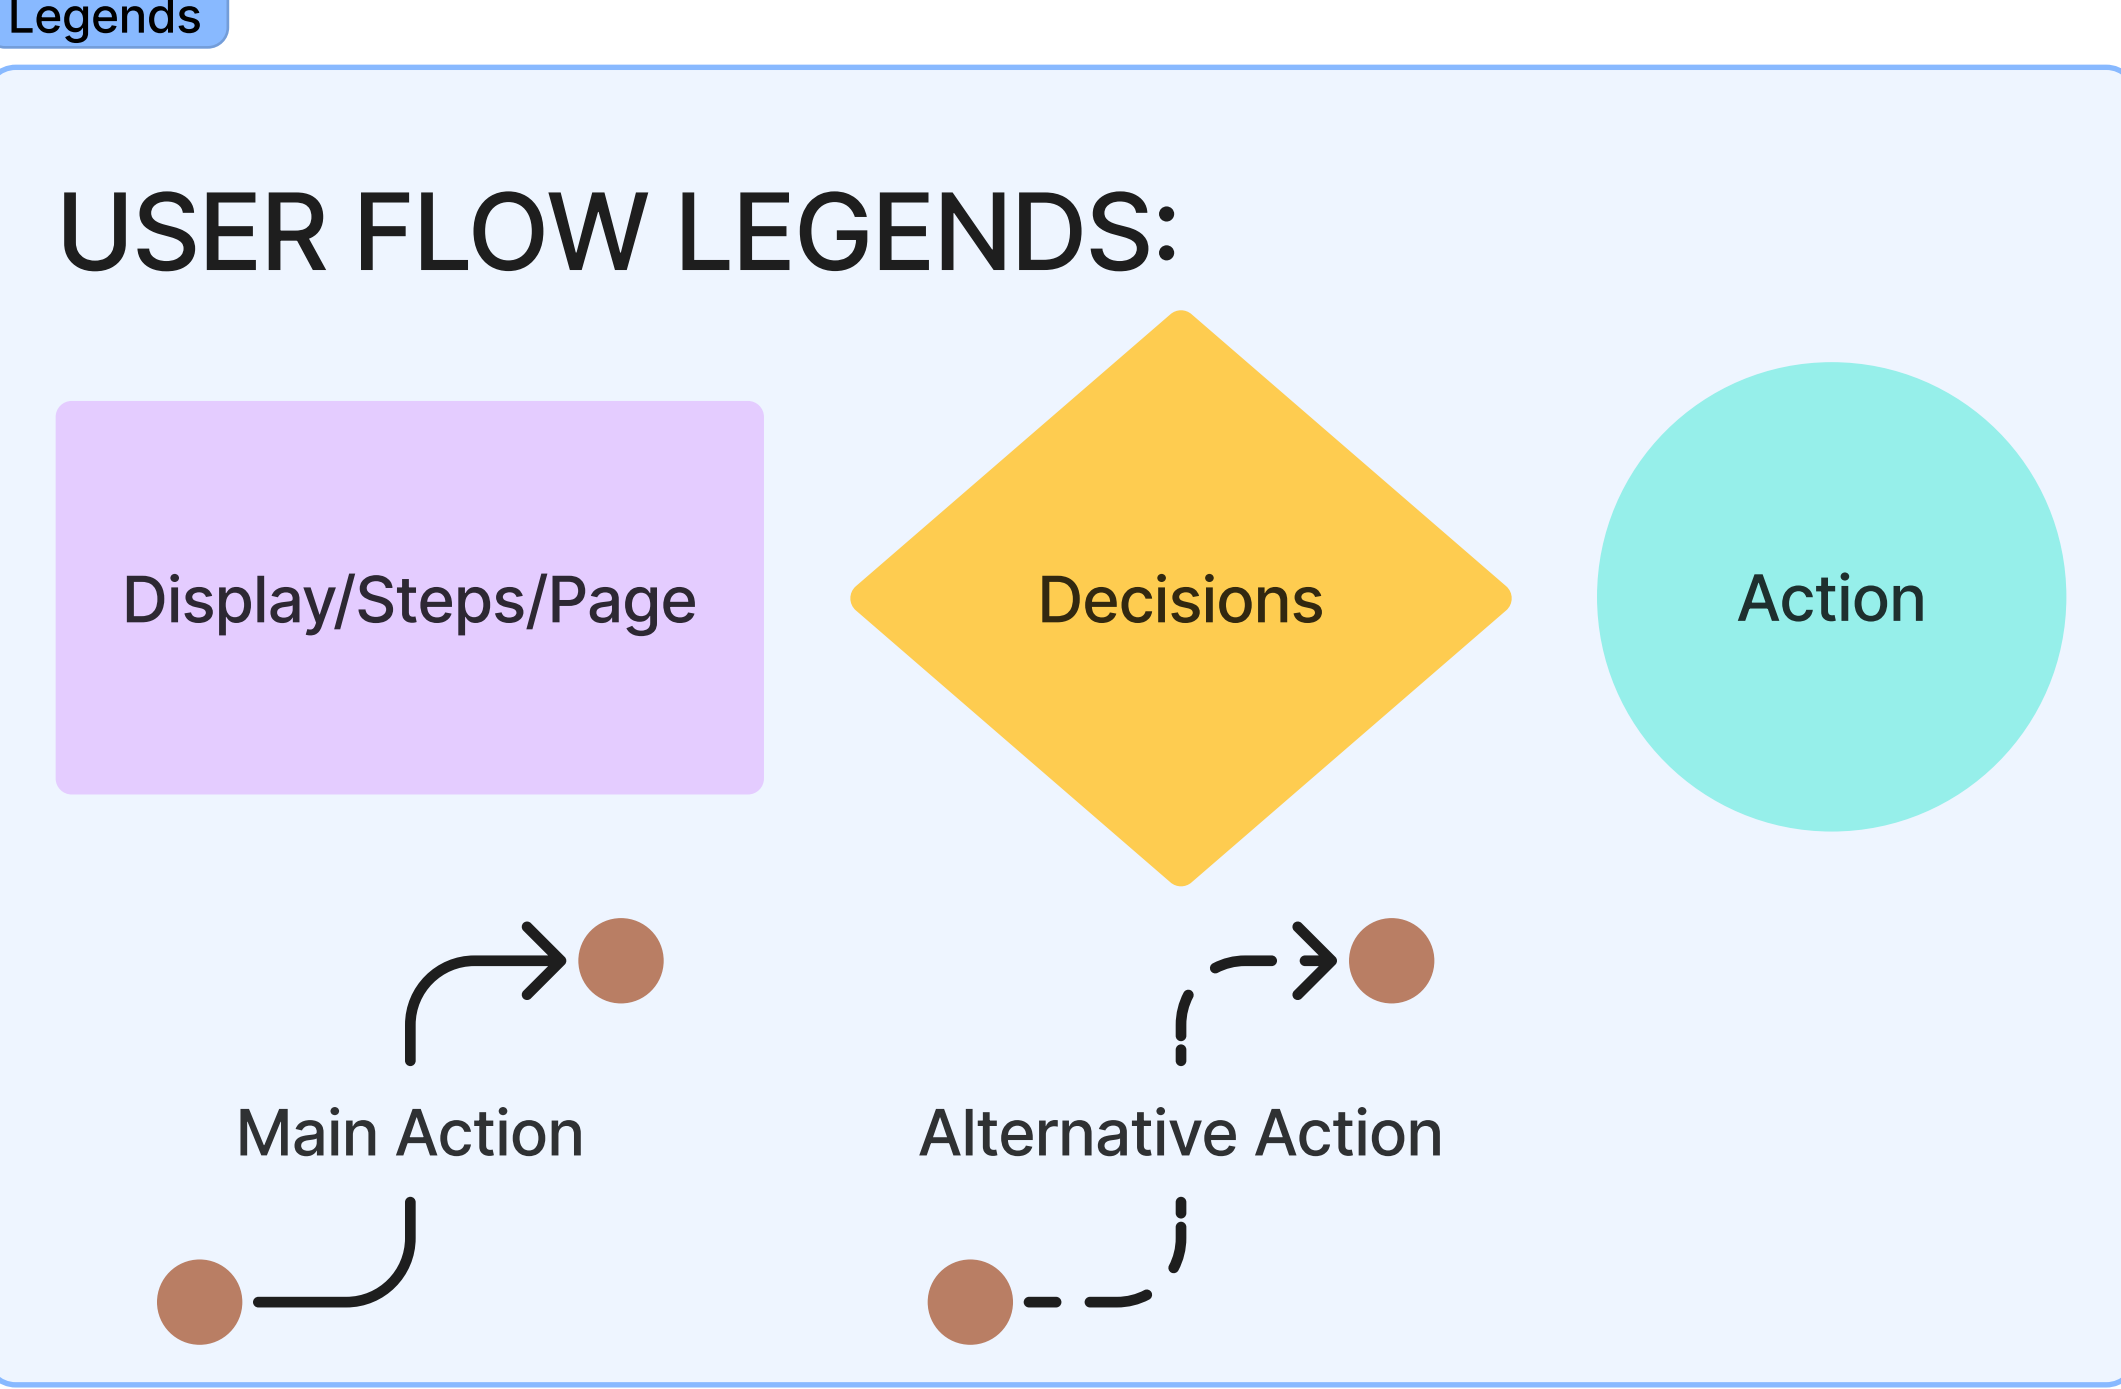 Legends
USER FLOW LEGENDS:
Display/Steps/Page
Decisions
Action
Main Action
Alternative Action